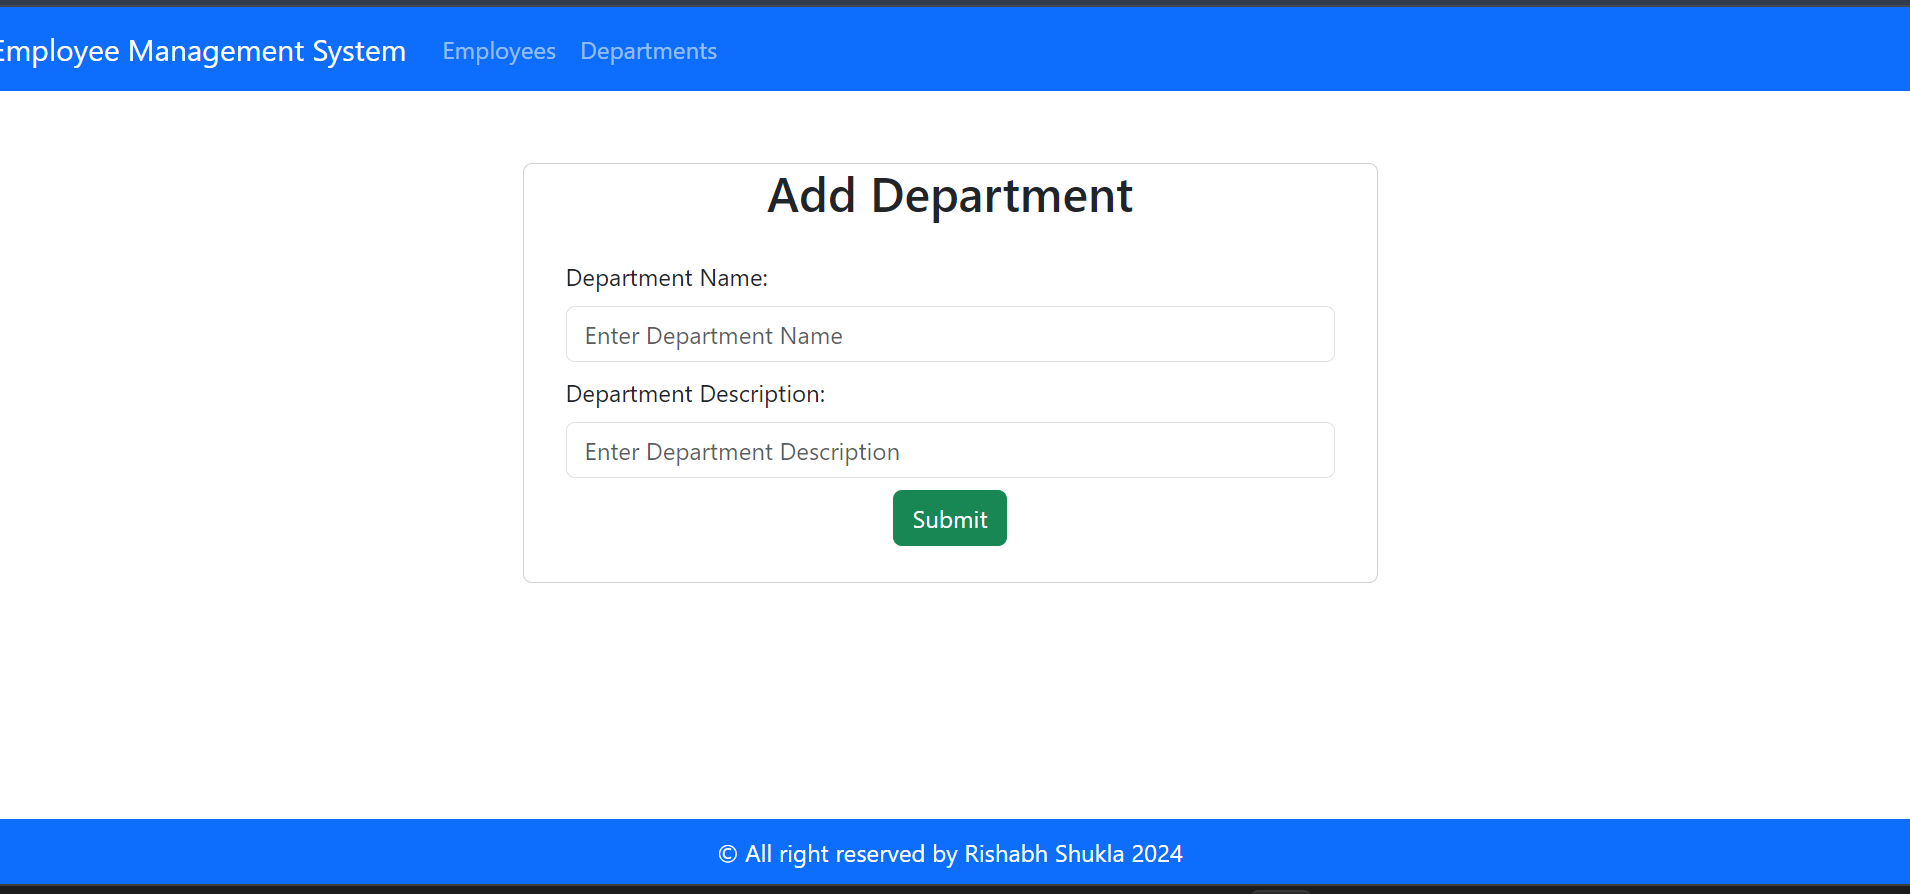 Employee Management System Employees Departments
Add Department
Department Name:
Enter Department Name
Department Description:
Enter Department Description
Submit
© All right reserved by Rishabh Shukla 2024